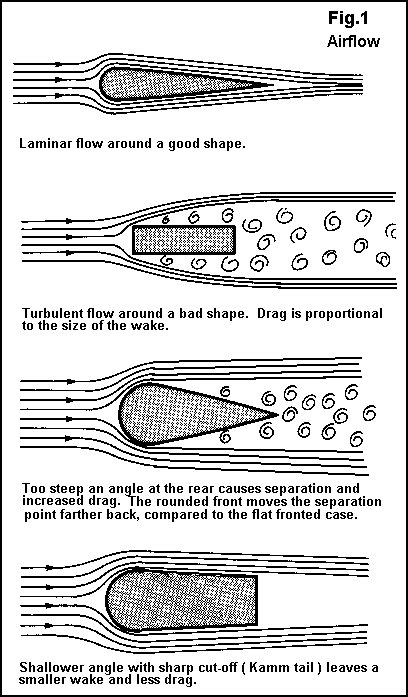 Fig.1
Airflow
Laminar flow around a good shape.
Turbulent flow around a bad shape.  Drag is proportional
to the size of the wake.
Too steep an angle at the rear causes separation and
increased drag.  The rounded front moves the separation
point farther back, compared to the flat fronted case.
Shallower angle with sharp cut-off ( Kamm tail ) leaves a
smaller wake and less drag.